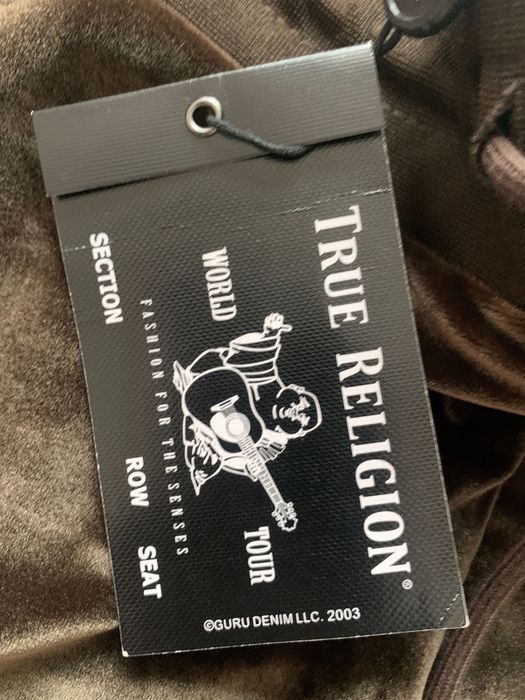 TRUE RELIGION®
WORLD TOUR
FASHION FOR THE SENSES
SECTION ROW SEAT
©GURU DENIM LLC. 2003